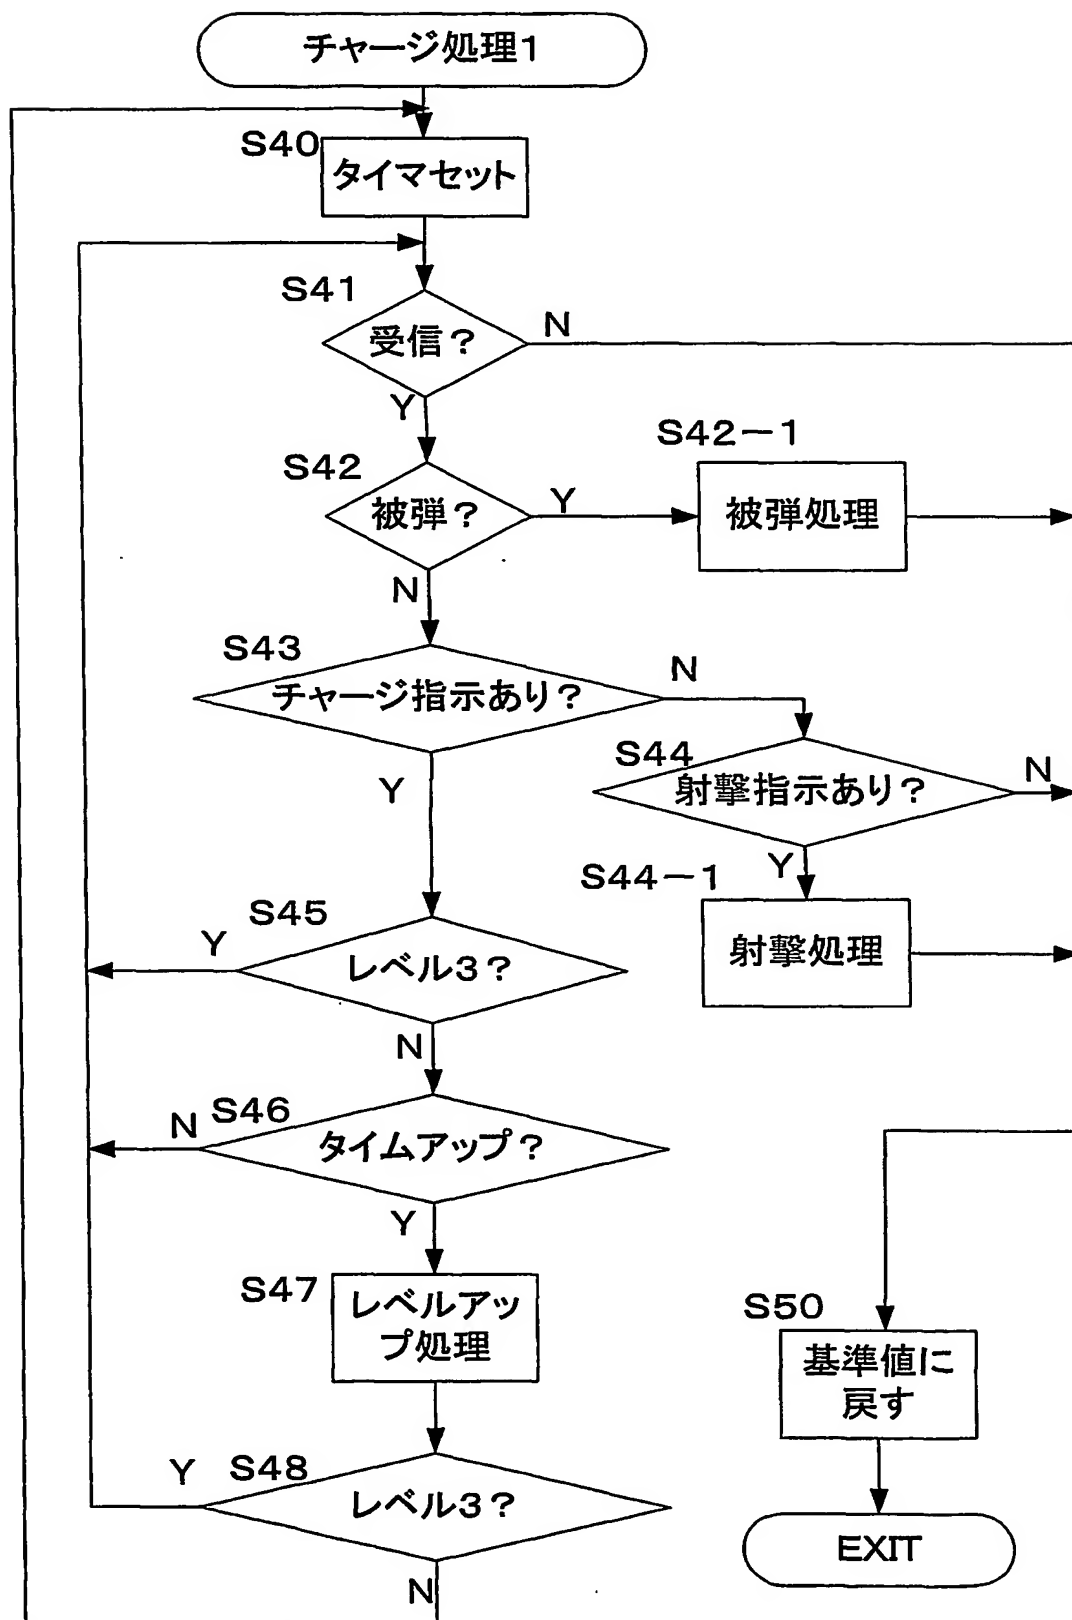 チャージ処理1
S40
タイマセット
S41
受信？
N
Y
S42
被弾？
Y
S42－1
被弾処理
N
S43
チャージ指示あり？
N
Y
S44
射撃指示あり？
N
Y
S44－1
射撃処理
S45
レベル3？
Y
N
S46
タイムアップ？
N
Y
S47
レベルアッ
プ処理
S48
レベル3？
Y
N
S50
基準値に
戻す
EXIT